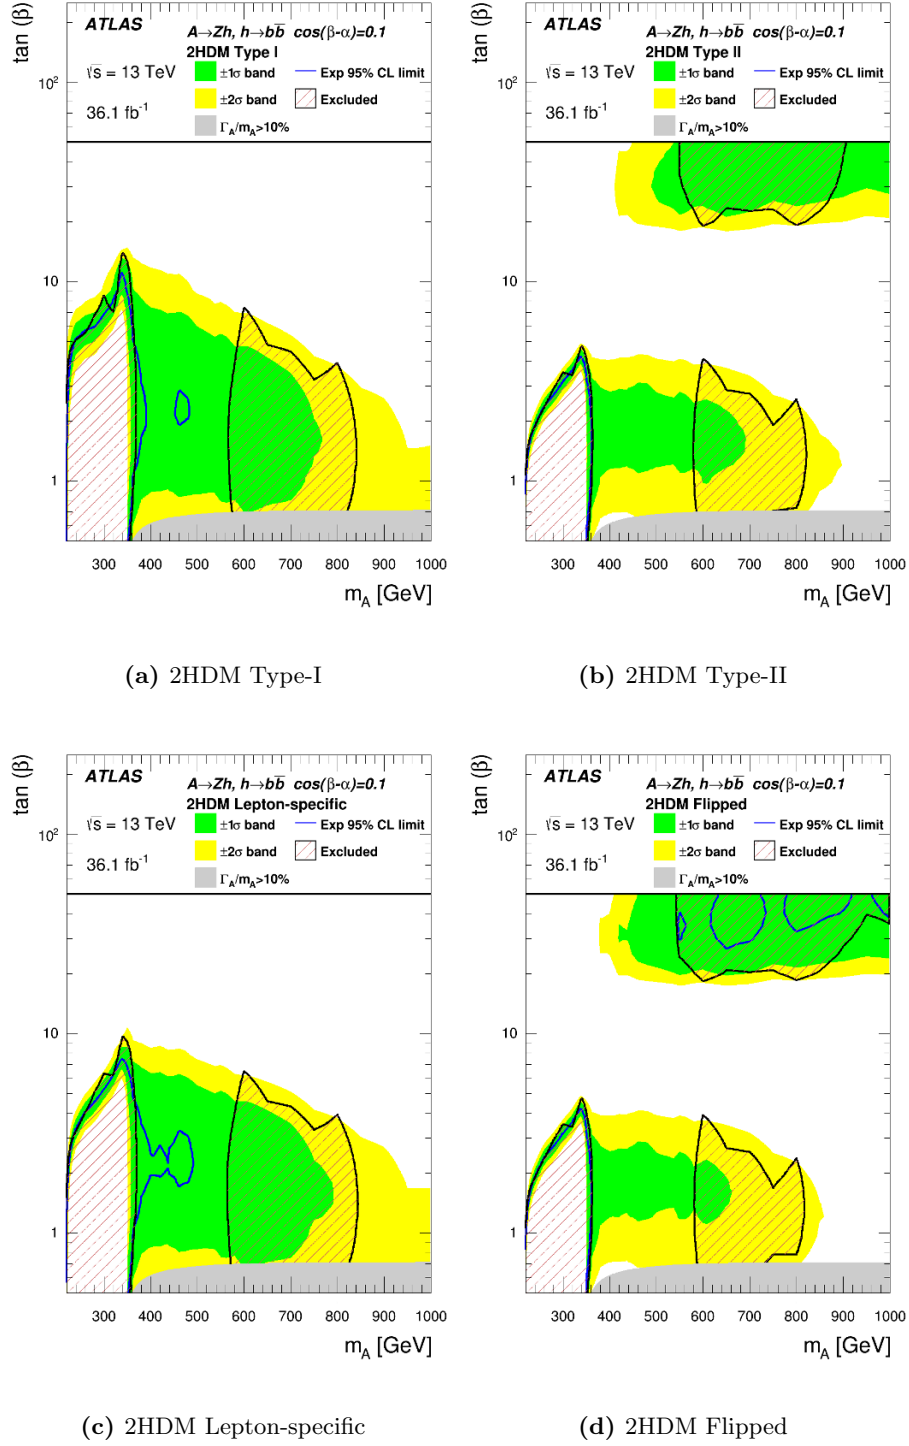 ATLAS
A→Zh, h→bb̅ cos(β-α)=0.1
2HDM Type I
√s = 13 TeV
36.1 fb⁻¹
±1σ band
Exp 95% CL limit
±2σ band
Excluded
Γ_A/m_A>10%
tan (β)
10²
10
1
300 400 500 600 700 800 900 1000
m_A [GeV]
ATLAS
A→Zh, h→bb̅ cos(β-α)=0.1
2HDM Type II
√s = 13 TeV
36.1 fb⁻¹
±1σ band
Exp 95% CL limit
±2σ band
Excluded
Γ_A/m_A>10%
tan (β)
10²
10
1
300 400 500 600 700 800 900 1000
m_A [GeV]
(a) 2HDM Type-I
(b) 2HDM Type-II
ATLAS
A→Zh, h→bb̅ cos(β-α)=0.1
2HDM Lepton-specific
√s = 13 TeV
36.1 fb⁻¹
±1σ band
Exp 95% CL limit
±2σ band
Excluded
Γ_A/m_A>10%
tan (β)
10²
10
1
300 400 500 600 700 800 900 1000
m_A [GeV]
ATLAS
A→Zh, h→bb̅ cos(β-α)=0.1
2HDM Flipped
√s = 13 TeV
36.1 fb⁻¹
±1σ band
Exp 95% CL limit
±2σ band
Excluded
Γ_A/m_A>10%
tan (β)
10²
10
1
300 400 500 600 700 800 900 1000
m_A [GeV]
(c) 2HDM Lepton-specific
(d) 2HDM Flipped